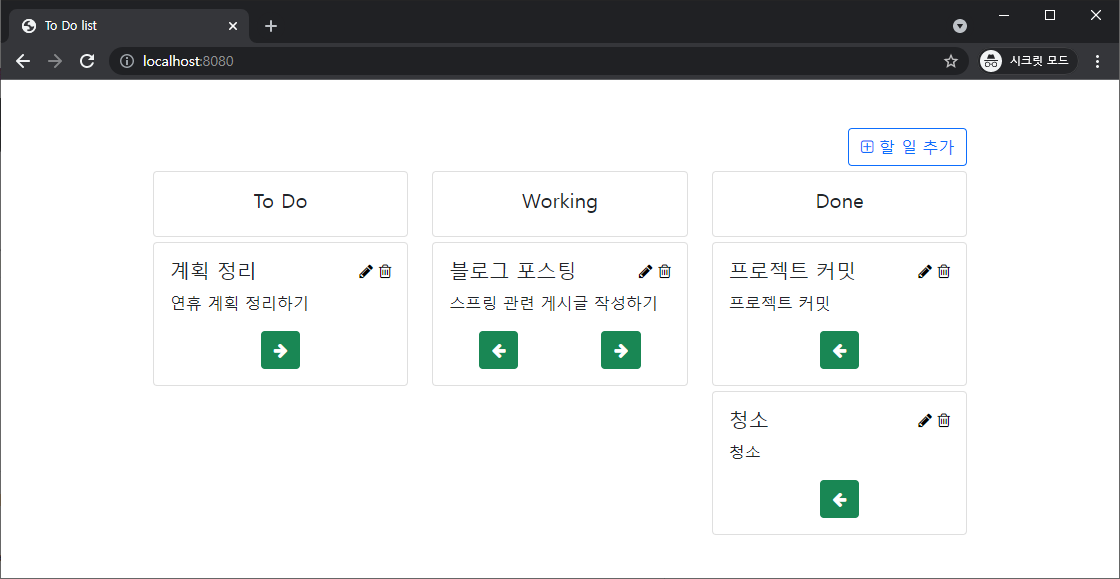 To Do list
localhost:8080
시크릿 모드
할 일 추가
To Do
Working
Done
계획 정리
연휴 계획 정리하기
블로그 포스팅
스프링 관련 게시글 작성하기
프로젝트 커밋
프로젝트 커밋
청소
청소